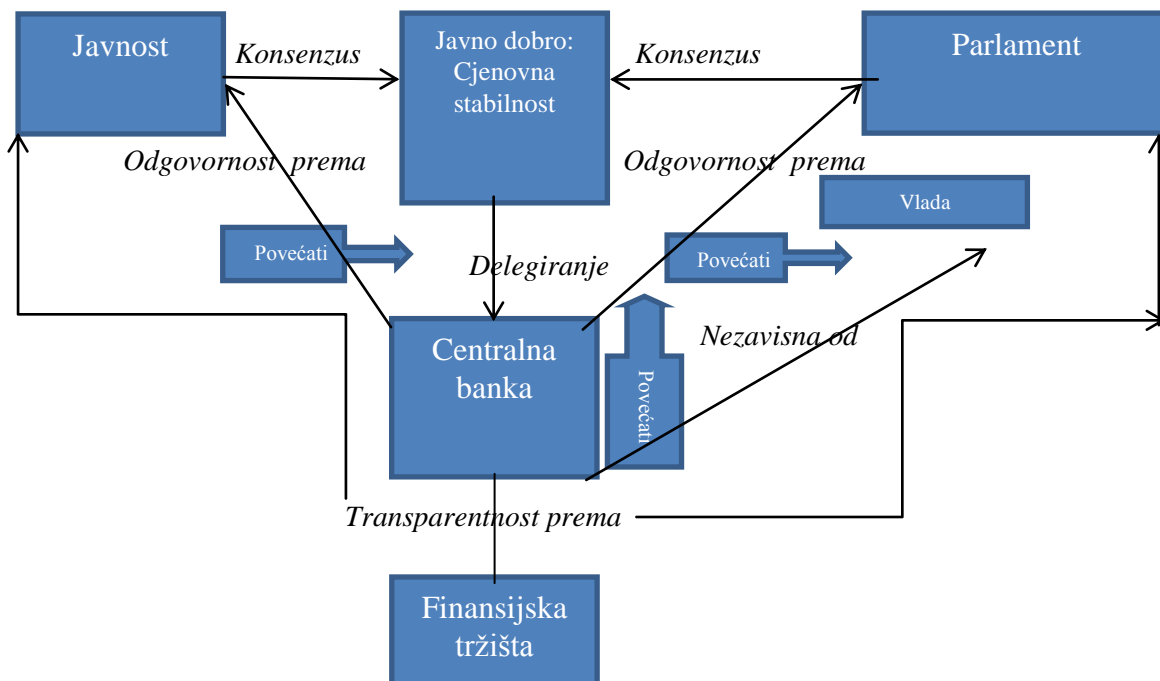 Javnost
Konsenzus
Javno dobro:
Cjenovna
stabilnost
Konsenzus
Parlament
Odgovornost prema
Odgovornost prema
Vlada
Povećati
Delegiranje
Povećati
Centralna
banka
Povećati
Nezavisna od
Transparentnost prema
Finansijska
tržišta